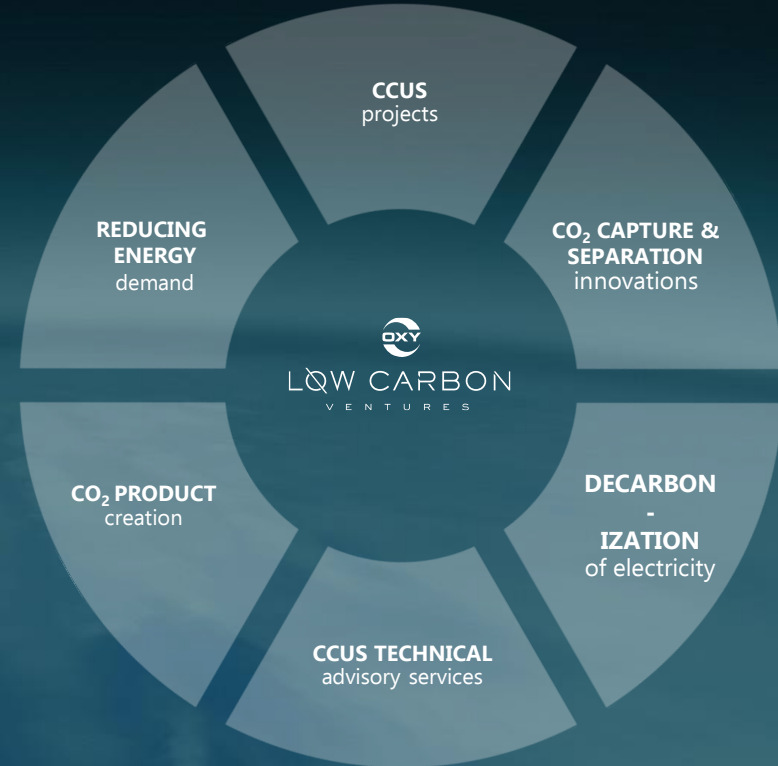 CCUS
projects
CO₂ CAPTURE &
SEPARATION
innovations
DECARBON
-
IZATION
of electricity
CCUS TECHNICAL
advisory services
CO₂ PRODUCT
creation
REDUCING
ENERGY
demand
OXY
LOW CARBON
VENTURES